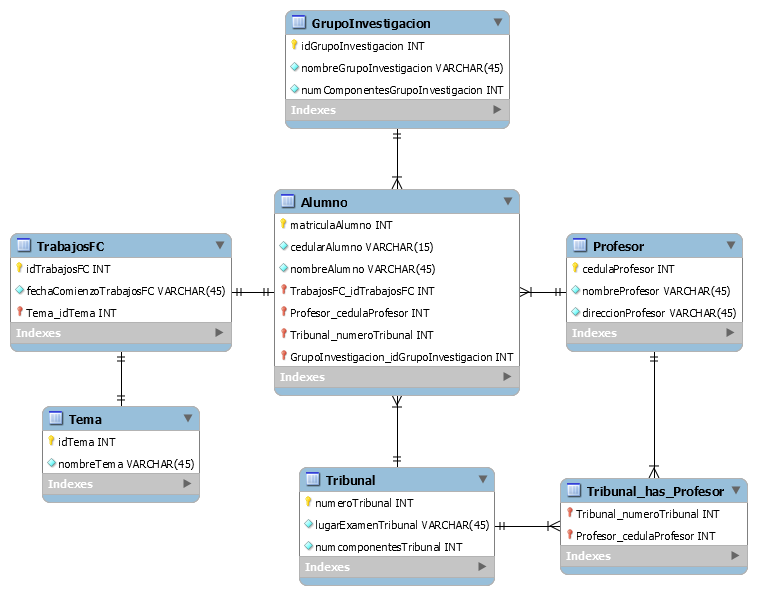 GrupoInvestigacion
idGrupoInvestigacion INT
nombreGrupoInvestigacion VARCHAR(45)
numComponentesGrupoInvestigacion INT
Indexes
Alumno
matriculaAlumno INT
cedularAlumno VARCHAR(15)
nombreAlumno VARCHAR(45)
TrabajosFC_idTrabajosFC INT
Profesor_cedulaProfesor INT
Tribunal_numeroTribunal INT
GrupoInvestigacion_idGrupoInvestigacion INT
Indexes
TrabajosFC
idTrabajosFC INT
fechaComienzoTrabajosFC VARCHAR(45)
Tema_idTema INT
Indexes
Profesor
cedulaProfesor INT
nombreProfesor VARCHAR(45)
direccionProfesor VARCHAR(45)
Indexes
Tema
idTema INT
nombreTema VARCHAR(45)
Indexes
Tribunal
numeroTribunal INT
lugarExamenTribunal VARCHAR(45)
numcomponentesTribunal INT
Indexes
Tribunal_has_Profesor
Tribunal_numeroTribunal INT
Profesor_cedulaProfesor INT
Indexes